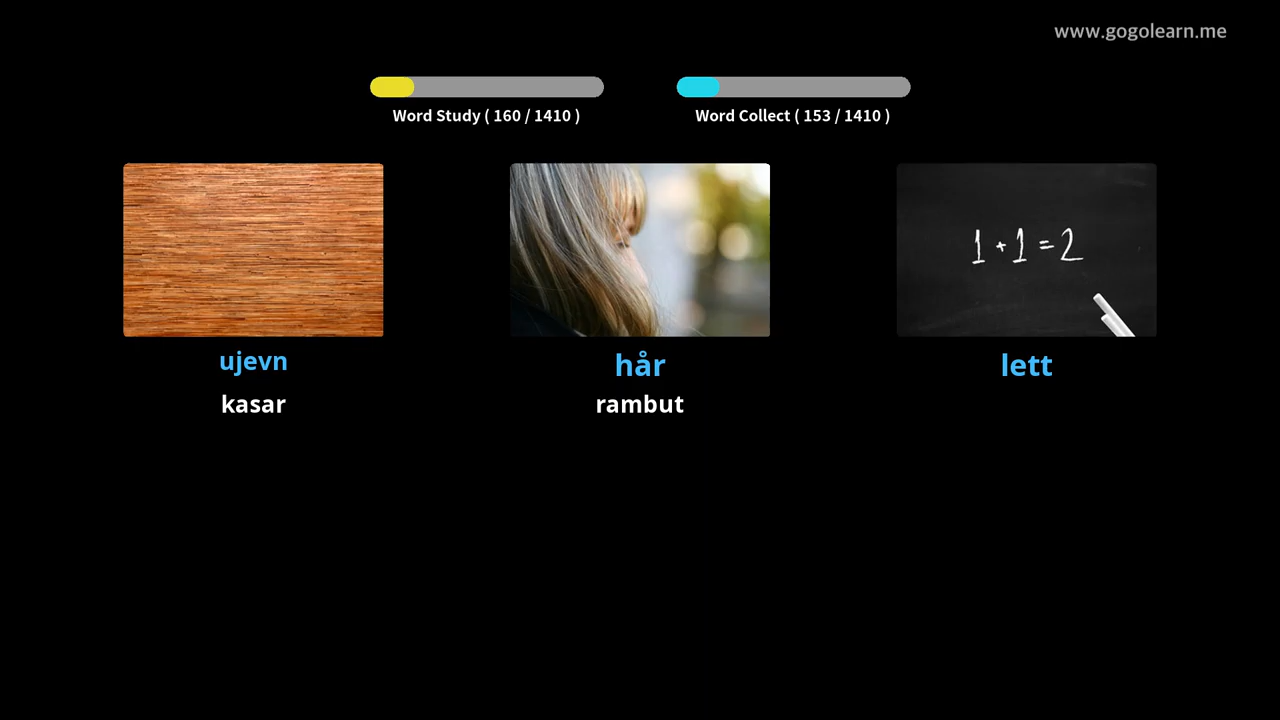 www.gogolearn.me
Word Study ( 160 / 1410 )
Word Collect ( 153 / 1410 )
1 + 1 = 2
ujevn
hår
lett
kasar
rambut